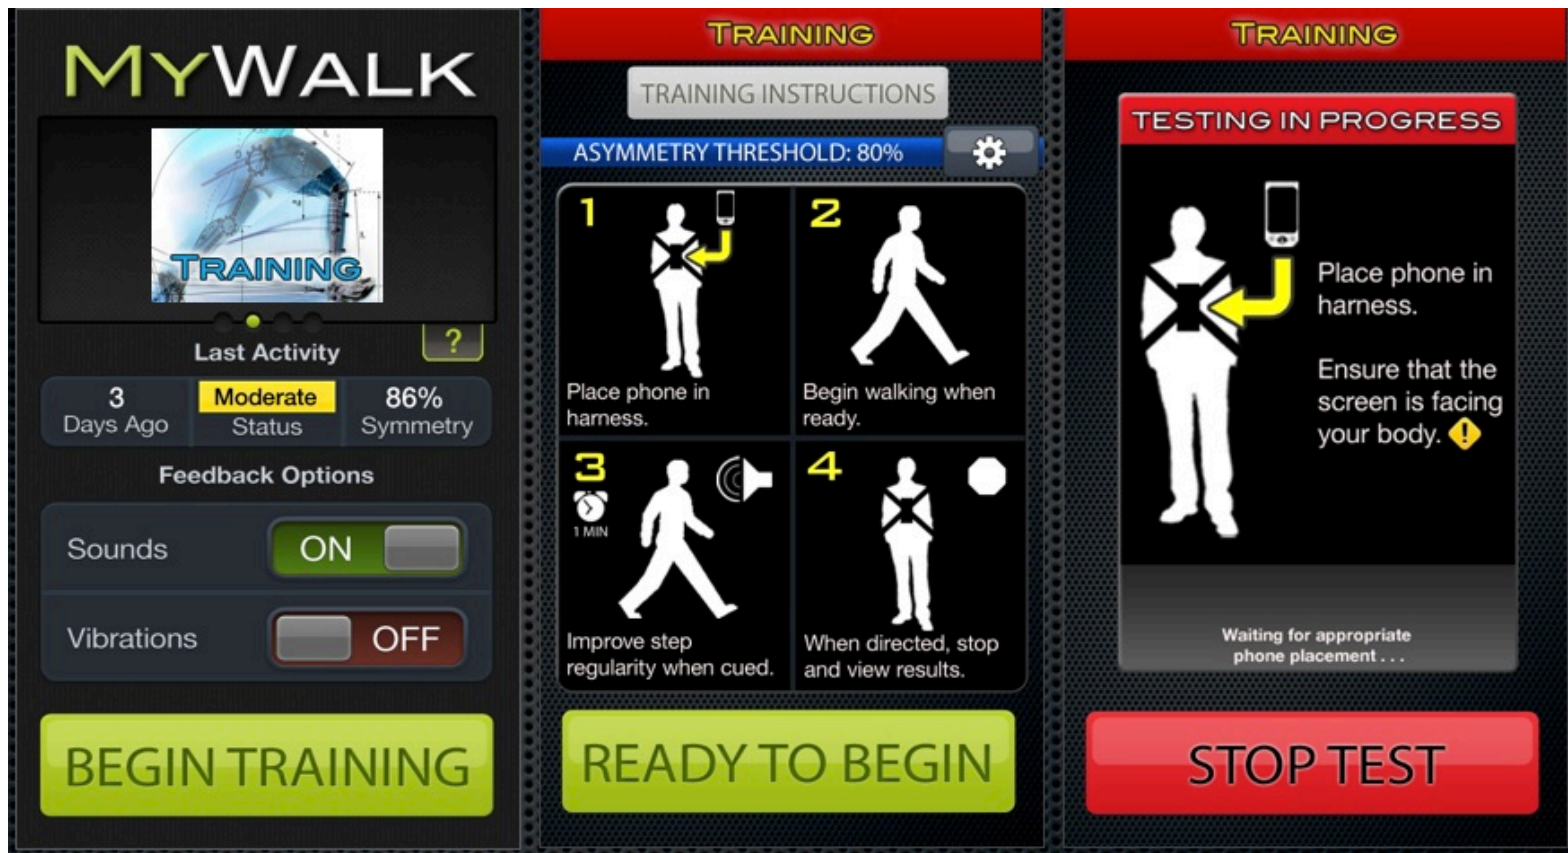 MYWALK
TRAINING
Last Activity
?
3
Days Ago
Moderate
Status
86%
Symmetry
Feedback Options
Sounds
ON
Vibrations
OFF
BEGIN TRAINING
TRAINING
TRAINING INSTRUCTIONS
ASYMMETRY THRESHOLD: 80%
1
Place phone in
harness.
2
Begin walking when
ready.
3
1 MIN
Improve step
regularity when cued.
4
When directed, stop
and view results.
READY TO BEGIN
TRAINING
TESTING IN PROGRESS
Place phone in
harness.
Ensure that the
screen is facing
your body. !
Waiting for appropriate
phone placement . . .
STOP TEST